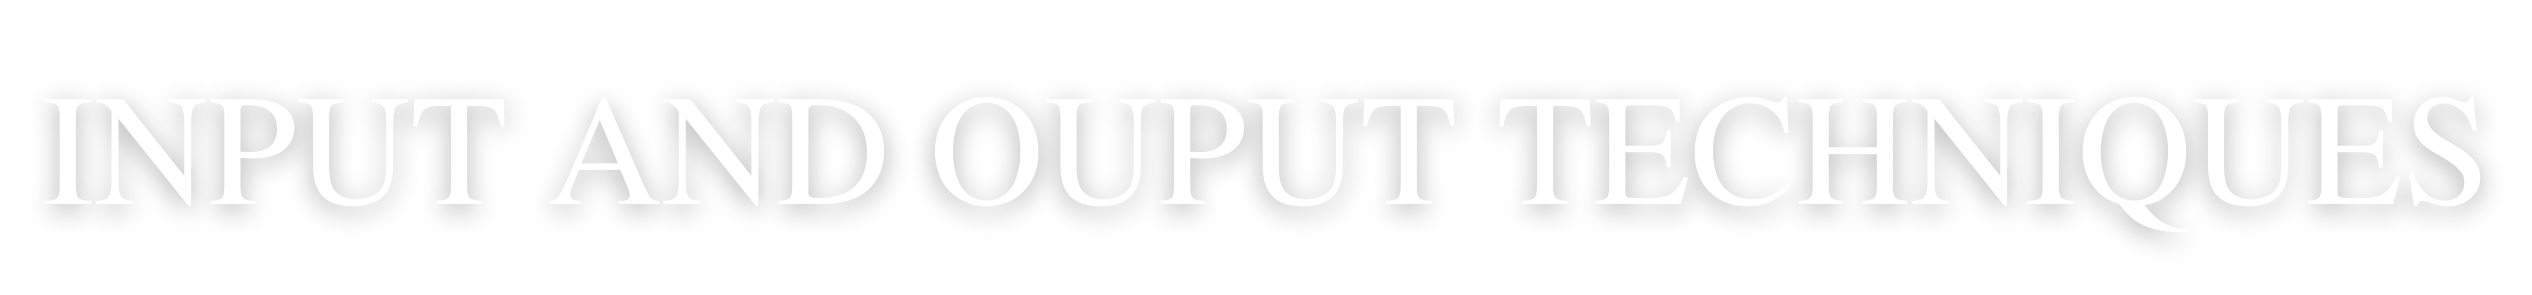 INPUT AND OUPUT TECHNIQUES